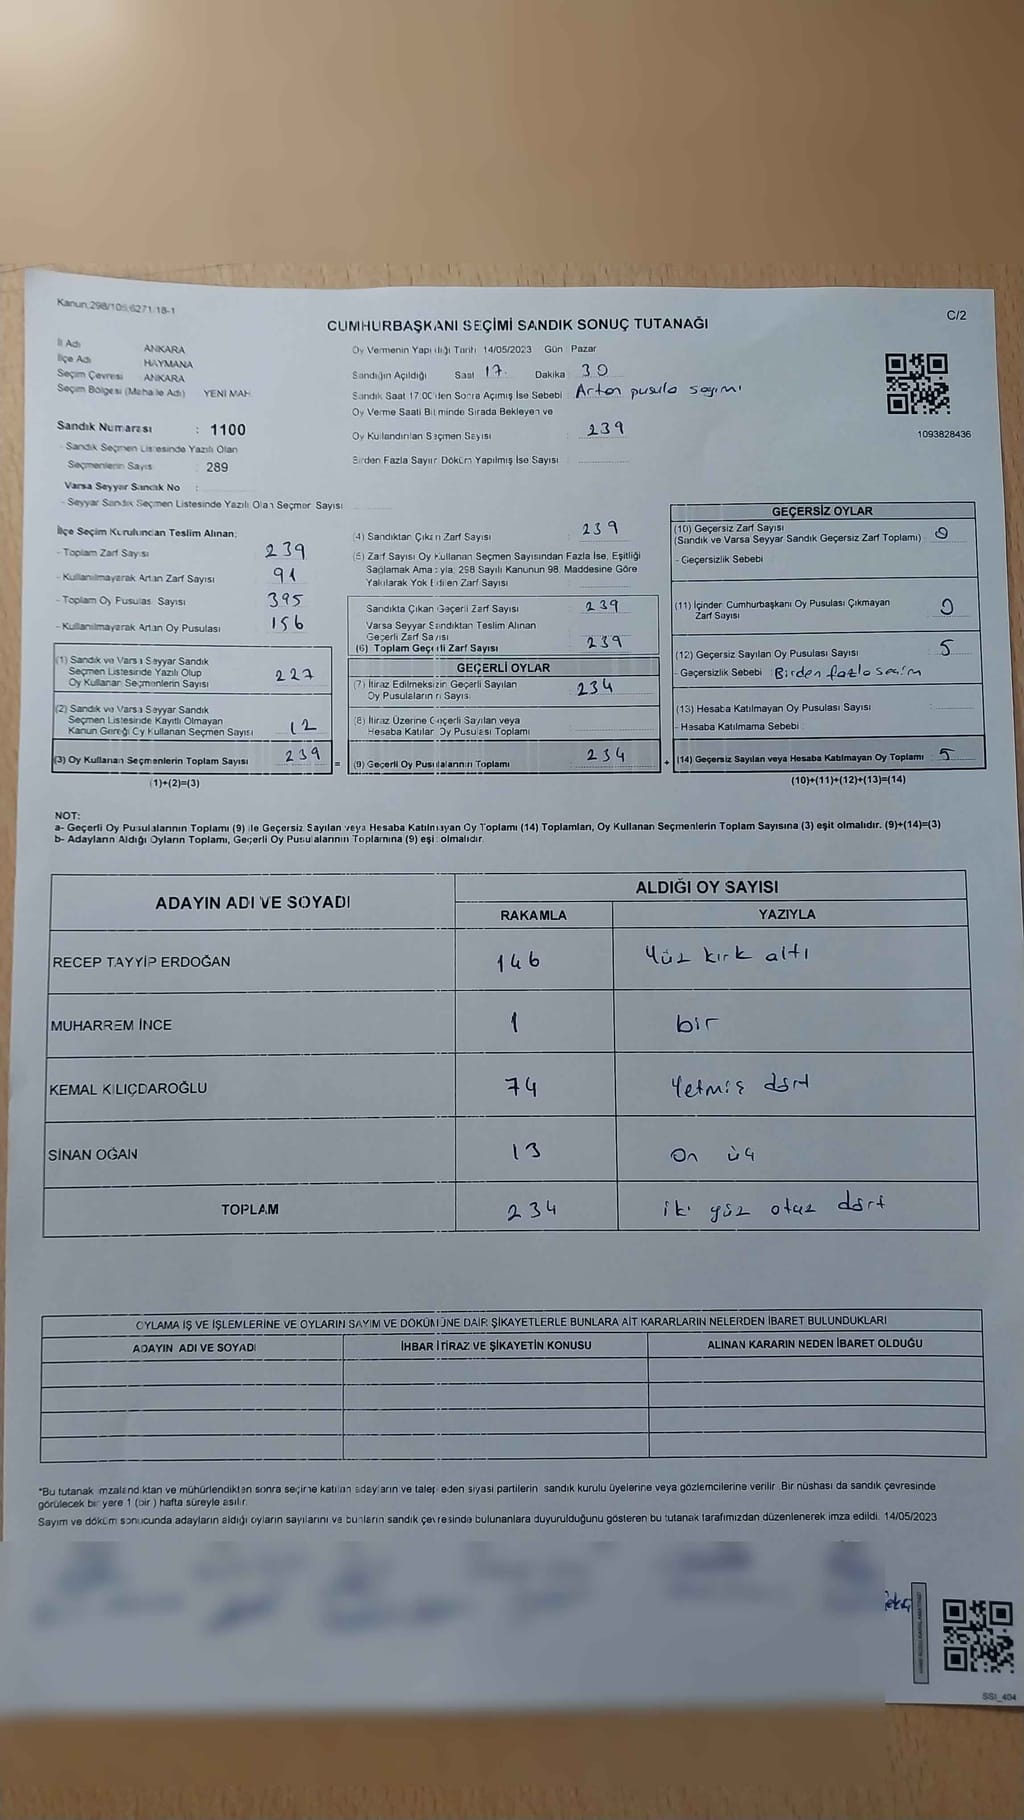 Kanun;298/105;6271/18-1
C/2
CUMHURBAŞKANI SEÇİMİ SANDIK SONUÇ TUTANAĞI
İl Adı ANKARA
İlçe Adı HAYMANA
Seçim Çevresi ANKARA
Seçim Bölgesi (Mahalle Adı) YENİ MAH
Sandık Numarası : 1100
- Sandık Seçmen Listesinde Yazılı Olan
Seçmenlerin Sayısı : 289
Varsa Seyyar Sandık No :
- Seyyar Sandık Seçmen Listesinde Yazılı Olan Seçmen Sayısı
Oy Vermenin Yapıldığı Tarih 14/05/2023 Gün Pazar
Sandığın Açıldığı Saat 17. Dakika 30
Sandık Saat 17:00'den Sonra Açılmış İse Sebebi Artan pusula sayımı
Oy Verme Saati Bitiminde Sırada Bekleyen ve
Oy Kullandırılan Seçmen Sayısı : 239
Birden Fazla Sayım Döküm Yapılmış İse Sayısı :
1093828436
İlçe Seçim Kurulundan Teslim Alınan;
- Toplam Zarf Sayısı 239
- Kullanılmayarak Artan Zarf Sayısı 91
- Toplam Oy Pusulası Sayısı 395
- Kullanılmayarak Artan Oy Pusulası 156
(1) Sandık ve Varsa Seyyar Sandık
Seçmen Listesinde Yazılı Olup
Oy Kullanan Seçmenlerin Sayısı 227
(2) Sandık ve Varsa Seyyar Sandık
Seçmen Listesinde Kayıtlı Olmayan
Kanun Gereği Oy Kullanan Seçmen Sayısı 12
(3) Oy Kullanan Seçmenlerin Toplam Sayısı 239
(1)+(2)=(3)
(4) Sandıktan Çıkan Zarf Sayısı : 239
(5) Zarf Sayısı Oy Kullanan Seçmen Sayısından Fazla İse, Eşitliği
Sağlamak Amacıyla, 298 Sayılı Kanunun 98. Maddesine Göre
Yakılarak Yok Edilen Zarf Sayısı :
Sandıkta Çıkan Geçerli Zarf Sayısı : 239
Varsa Seyyar Sandıktan Teslim Alınan
Geçerli Zarf Sayısı :
(6) Toplam Geçerli Zarf Sayısı : 239
GEÇERLİ OYLAR
(7) İtiraz Edilmeksizin Geçerli Sayılan
Oy Pusulalarının Sayısı : 234
(8) İtiraz Üzerine Geçerli Sayılan veya
Hesaba Katılan Oy Pusulası Toplamı :
= (9) Geçerli Oy Pusulalarının Toplamı : 234
GEÇERSİZ OYLAR
(10) Geçersiz Zarf Sayısı
(Sandık ve Varsa Seyyar Sandık Geçersiz Zarf Toplamı) : 0
- Geçersizlik Sebebi :
(11) İçinden Cumhurbaşkanı Oy Pusulası Çıkmayan
Zarf Sayısı : 0
(12) Geçersiz Sayılan Oy Pusulası Sayısı : 5
- Geçersizlik Sebebi : Birden fazla seçim
(13) Hesaba Katılmayan Oy Pusulası Sayısı :
- Hesaba Katılmama Sebebi :
+ (14) Geçersiz Sayılan veya Hesaba Katılmayan Oy Toplamı : 5
(10)+(11)+(12)+(13)=(14)
NOT:
a- Geçerli Oy Pusulalarının Toplamı (9) ile Geçersiz Sayılan veya Hesaba Katılmayan Oy Toplamı (14) Toplamları, Oy Kullanan Seçmenlerin Toplam Sayısına (3) eşit olmalıdır. (9)+(14)=(3)
b- Adayların Aldığı Oyların Toplamı, Geçerli Oy Pusulalarının Toplamına (9) eşit olmalıdır.
ADAYIN ADI VE SOYADI ALDIĞI OY SAYISI
RAKAMLA YAZIYLA
RECEP TAYYİP ERDOĞAN 146 Yüz kırk altı
MUHARREM İNCE 1 bir
KEMAL KILIÇDAROĞLU 74 Yetmiş dört
SİNAN OĞAN 13 On üç
TOPLAM 234 iki yüz otuz dört
OYLAMA İŞ VE İŞLEMLERİNE VE OYLARIN SAYIM VE DÖKÜMÜNE DAİR ŞİKAYETLERLE BUNLARA AİT KARARLARIN NELERDEN İBARET BULUNDUKLARI
ADAYIN ADI VE SOYADI İHBAR İTİRAZ VE ŞİKAYETİN KONUSU ALINAN KARARIN NEDEN İBARET OLDUĞU
*Bu tutanak imzalandıktan ve mühürlendikten sonra seçime katılan adayların ve talep eden siyasi partilerin sandık kurulu üyelerine veya gözlemcilerine verilir. Bir nüshası da sandık çevresinde
görülecek bir yere 1 (bir ) hafta süreyle asılır.
Sayım ve döküm sonucunda adayların aldığı oyların sayılarını ve bunların sandık çevresinde bulunanlara duyurulduğunu gösteren bu tutanak tarafımızdan düzenlenerek imza edildi. 14/05/2023
SSI_404